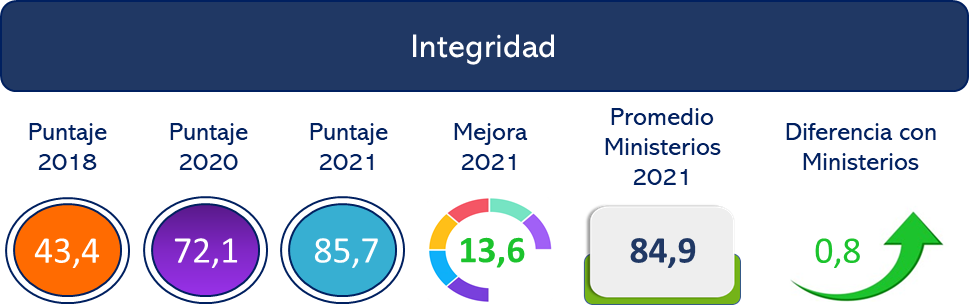 Integridad
Puntaje
2018
Puntaje
2020
Puntaje
2021
Mejora
2021
Promedio
Ministerios
2021
Diferencia con
Ministerios
43,4
72,1
85,7
13,6
84,9
0,8